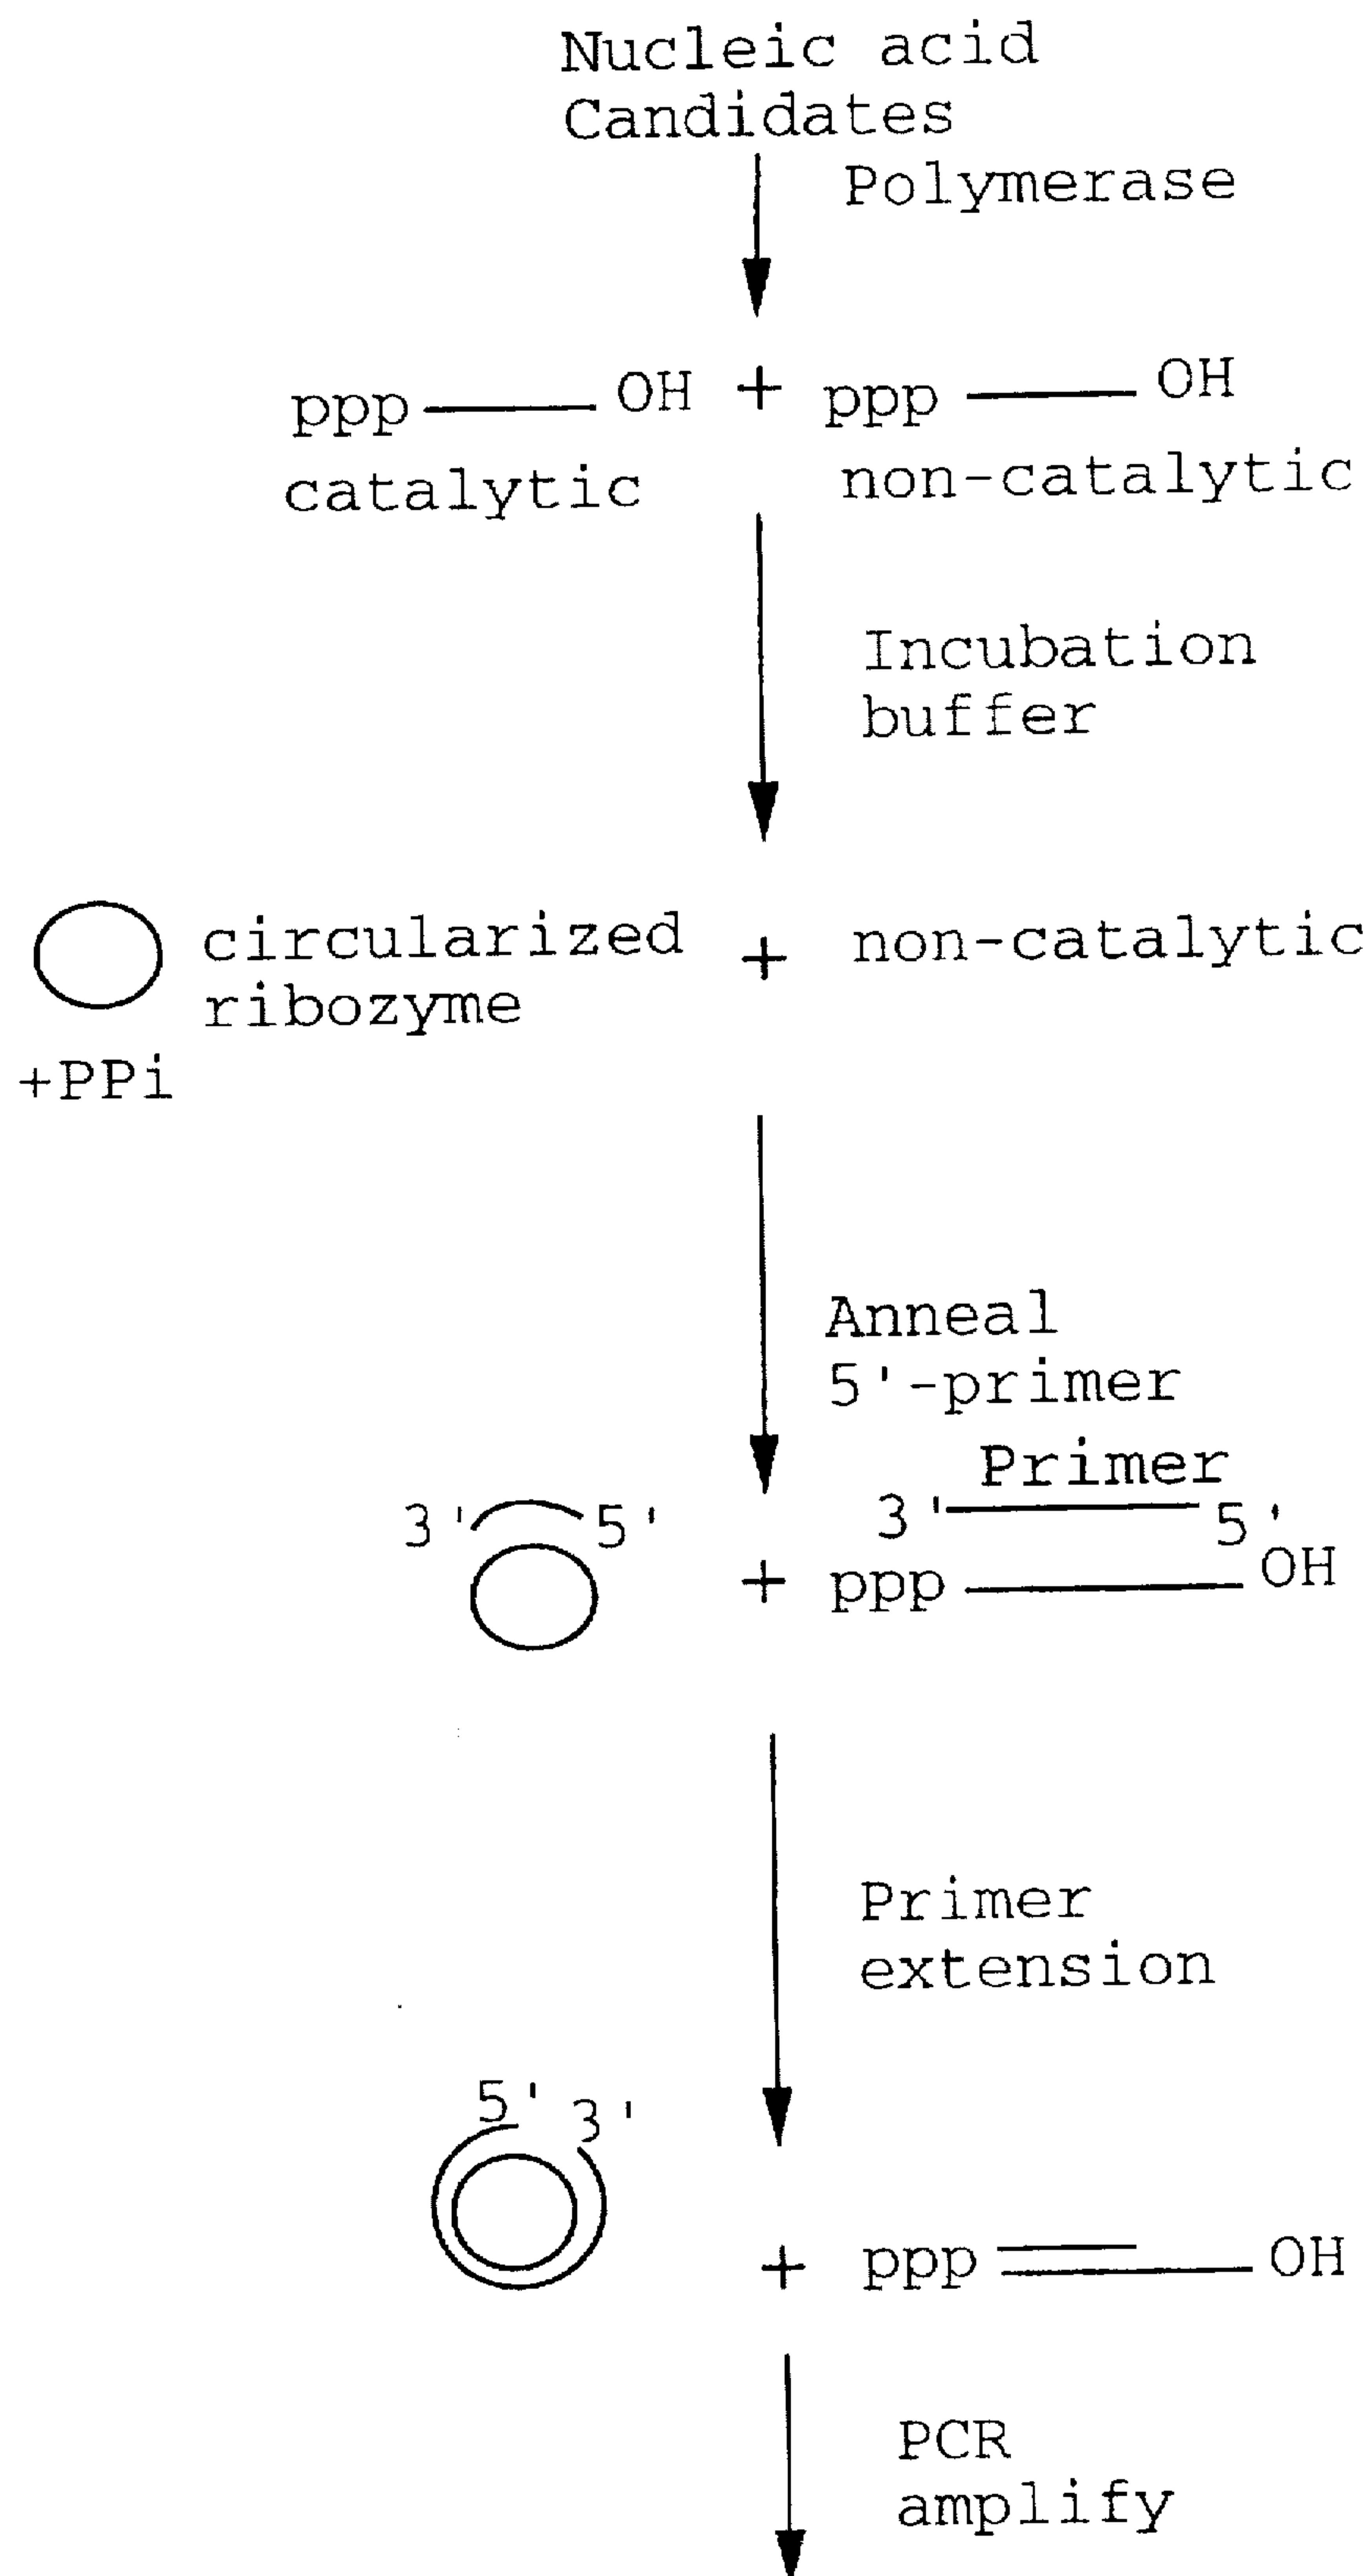 Nucleic acid
Candidates
Polymerase
ppp OH + ppp OH
catalytic non-catalytic
Incubation
buffer
circularized + non-catalytic
ribozyme
+PPi
Anneal
5'-primer
Primer
3' 5' 3' 5'
+ ppp OH
Primer
extension
5' 3'
+ ppp OH
PCR
amplify